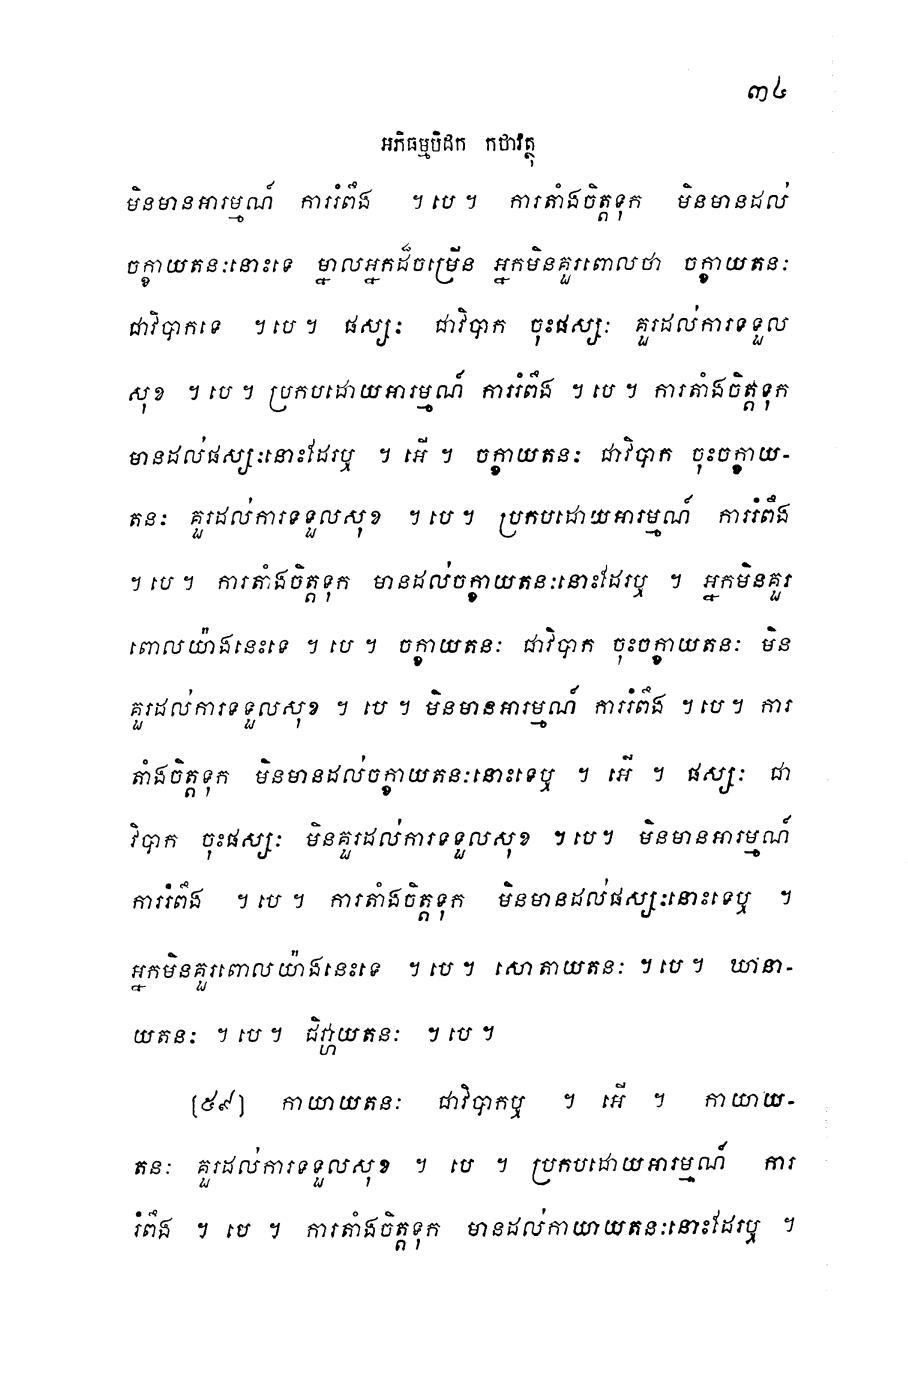 ៣៤
អភិធម្មបិដក កថាវត្ថុ
មិនមានអារម្មណ៍ ការរំពឹង ។ បេ ។ ការតាំងចិត្តទុក មិនមានដល់
ចក្ខាយតនៈនោះទេ ម្នាលអ្នកដ៏ចម្រើន អ្នកមិនគួរពោលថា ចក្ខាយតនៈ
ជាវិបាកទេ ។ បេ ។ ផស្សៈ ជាវិបាក ចុះផស្សៈ គួរដល់ការទទួល
សុខ ។ បេ ។ ប្រកបដោយអារម្មណ៍ ការរំពឹង ។ បេ ។ ការតាំងចិត្តទុក
មានដល់ផស្សៈនោះដែរឬ ។ អើ ។ ចក្ខាយតនៈ ជាវិបាក ចុះចក្ខាយ-
តនៈ គួរដល់ការទទួលសុខ ។ បេ ។ ប្រកបដោយអារម្មណ៍ ការរំពឹង
។ បេ ។ ការតាំងចិត្តទុក មានដល់ចក្ខាយតនៈនោះដែរឬ ។ អ្នកមិនគួរ
ពោលយ៉ាងនេះទេ ។ បេ ។ ចក្ខាយតនៈ ជាវិបាក ចុះចក្ខាយតនៈ មិន
គួរដល់ការទទួលសុខ ។ បេ ។ មិនមានអារម្មណ៍ ការរំពឹង ។ បេ ។ ការ
តាំងចិត្តទុក មិនមានដល់ចក្ខាយតនៈនោះទេឬ ។ អើ ។ ផស្សៈ ជា
វិបាក ចុះផស្សៈ មិនគួរដល់ការទទួលសុខ ។ បេ ។ មិនមានអារម្មណ៍
ការរំពឹង ។ បេ ។ ការតាំងចិត្តទុក មិនមានដល់ផស្សៈនោះទេឬ ។
អ្នកមិនគួរពោលយ៉ាងនេះទេ ។ បេ ។ សោតាយតនៈ ។ បេ ។ ឃានា-
យតនៈ ។ បេ ។ ជិវ្ហាយតនៈ ។ បេ ។
[៥៩] កាយាយតនៈ ជាវិបាកឬ ។ អើ ។ កាយាយ-
តនៈ គួរដល់ការទទួលសុខ ។ បេ ។ ប្រកបដោយអារម្មណ៍ ការ
រំពឹង ។ បេ ។ ការតាំងចិត្តទុក មានដល់កាយាយតនៈនោះដែរឬ ។